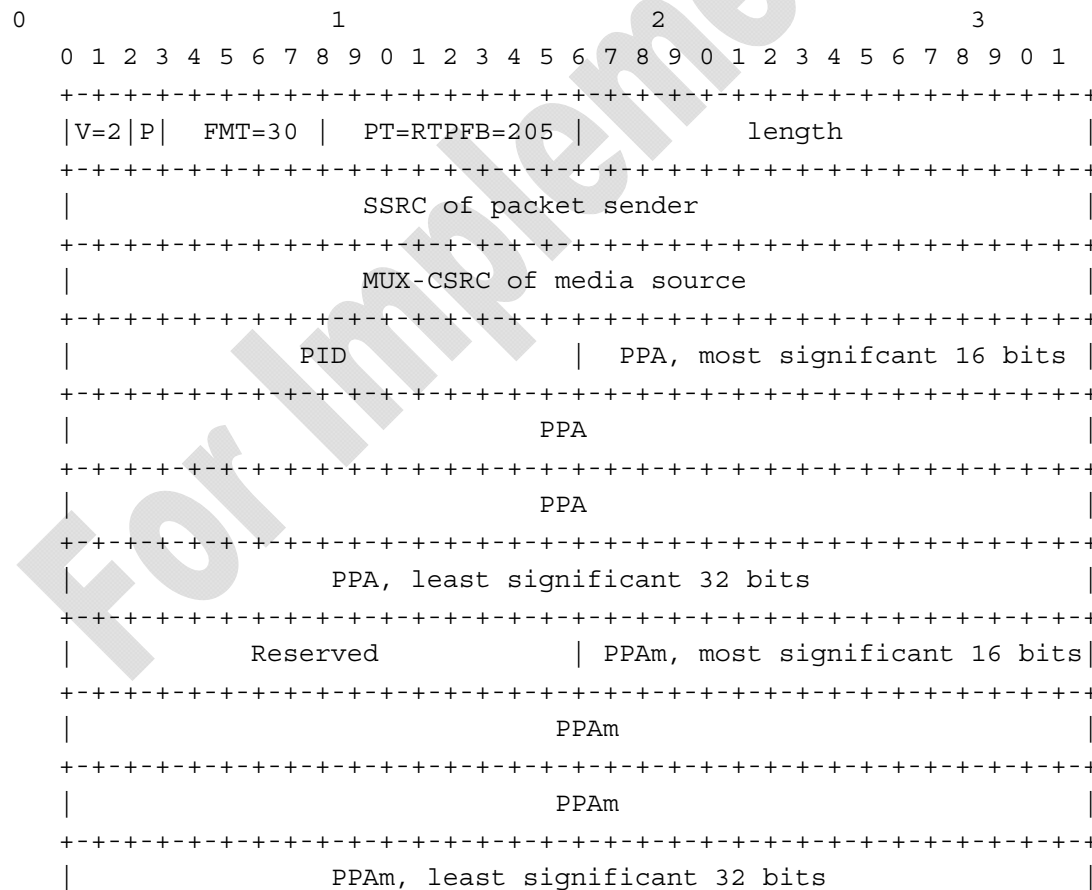 0                   1                   2                   3
   0 1 2 3 4 5 6 7 8 9 0 1 2 3 4 5 6 7 8 9 0 1 2 3 4 5 6 7 8 9 0 1
   +-+-+-+-+-+-+-+-+-+-+-+-+-+-+-+-+-+-+-+-+-+-+-+-+-+-+-+-+-+-+-+-+
   |V=2|P|  FMT=30 |  PT=RTPFB=205 |          length               |
   +-+-+-+-+-+-+-+-+-+-+-+-+-+-+-+-+-+-+-+-+-+-+-+-+-+-+-+-+-+-+-+-+
   |                  SSRC of packet sender                        |
   +-+-+-+-+-+-+-+-+-+-+-+-+-+-+-+-+-+-+-+-+-+-+-+-+-+-+-+-+-+-+-+-+
   |                  MUX-CSRC of media source                     |
   +-+-+-+-+-+-+-+-+-+-+-+-+-+-+-+-+-+-+-+-+-+-+-+-+-+-+-+-+-+-+-+-+
   |              PID              |  PPA, most signifcant 16 bits |
   +-+-+-+-+-+-+-+-+-+-+-+-+-+-+-+-+-+-+-+-+-+-+-+-+-+-+-+-+-+-+-+-+
   |                             PPA                               |
   +-+-+-+-+-+-+-+-+-+-+-+-+-+-+-+-+-+-+-+-+-+-+-+-+-+-+-+-+-+-+-+-+
   |                             PPA                               |
   +-+-+-+-+-+-+-+-+-+-+-+-+-+-+-+-+-+-+-+-+-+-+-+-+-+-+-+-+-+-+-+-+
   |                PPA, least significant 32 bits                 |
   +-+-+-+-+-+-+-+-+-+-+-+-+-+-+-+-+-+-+-+-+-+-+-+-+-+-+-+-+-+-+-+-+
   |           Reserved            | PPAm, most significant 16 bits|
   +-+-+-+-+-+-+-+-+-+-+-+-+-+-+-+-+-+-+-+-+-+-+-+-+-+-+-+-+-+-+-+-+
   |                              PPAm                             |
   +-+-+-+-+-+-+-+-+-+-+-+-+-+-+-+-+-+-+-+-+-+-+-+-+-+-+-+-+-+-+-+-+
   |                              PPAm                             |
   +-+-+-+-+-+-+-+-+-+-+-+-+-+-+-+-+-+-+-+-+-+-+-+-+-+-+-+-+-+-+-+-+
   |                PPAm, least significant 32 bits                |
For Impleme